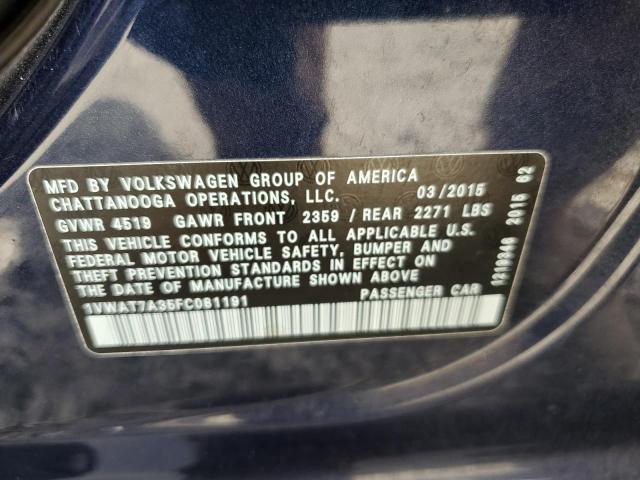 MFD BY VOLKSWAGEN GROUP OF AMERICA
CHATTANOOGA OPERATIONS, LLC. 03/2015
GVWR 4519 GAWR FRONT 2359 / REAR 2271 LBS
THIS VEHICLE CONFORMS TO ALL APPLICABLE U.S.
FEDERAL MOTOR VEHICLE SAFETY, BUMPER AND
THEFT PREVENTION STANDARDS IN EFFECT ON
THE DATE OF MANUFACTURE SHOWN ABOVE
1VWAT7A35FC081191 PASSENGER CAR
2015 62